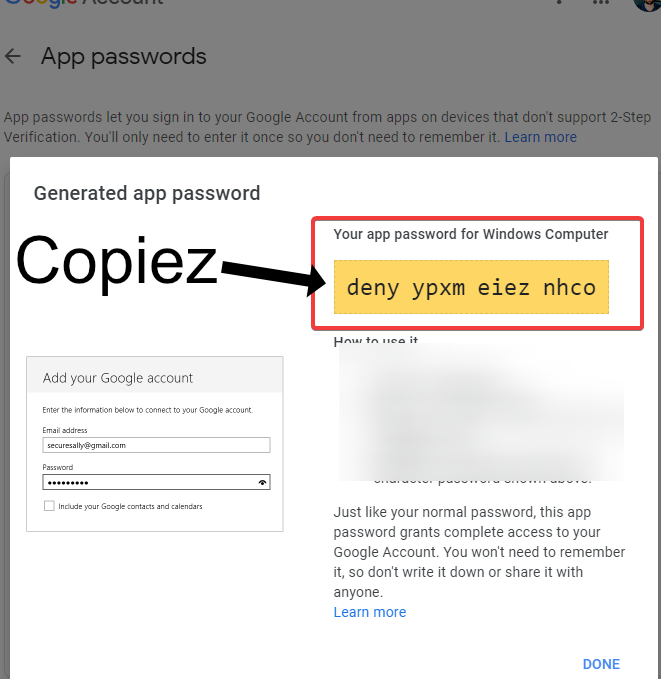 Google Account
App passwords
App passwords let you sign in to your Google Account from apps on devices that don't support 2-Step
Verification. You'll only need to enter it once so you don't need to remember it. Learn more
Generated app password
Copiez
Your app password for Windows Computer
deny ypxm eiez nhco
How to use it
Add your Google account
Enter the information below to connect to your Google account.
Email address
securesally@gmail.com
Password
•••••••••
Include your Google contacts and calendars
character password shown above.
Just like your normal password, this app
password grants complete access to your
Google Account. You won't need to remember
it, so don't write it down or share it with
anyone.
Learn more
DONE